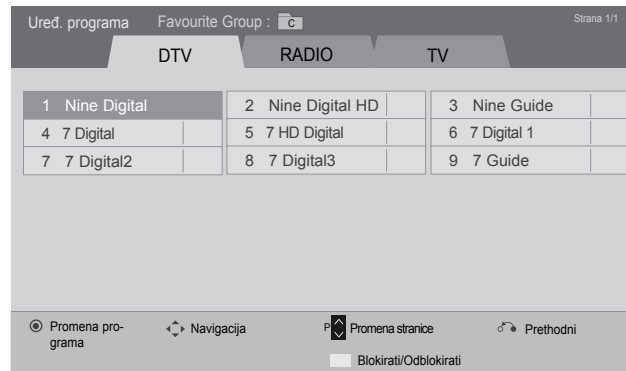 Uređ. programa Favourite Group : C Strana 1/1
DTV RADIO TV
1 Nine Digital 2 Nine Digital HD 3 Nine Guide
4 7 Digital 5 7 HD Digital 6 7 Digital 1
7 7 Digital2 8 7 Digital3 9 7 Guide
Promena pro- Navigacija P Promena stranice Prethodni
grama
Blokirati/Odblokirati